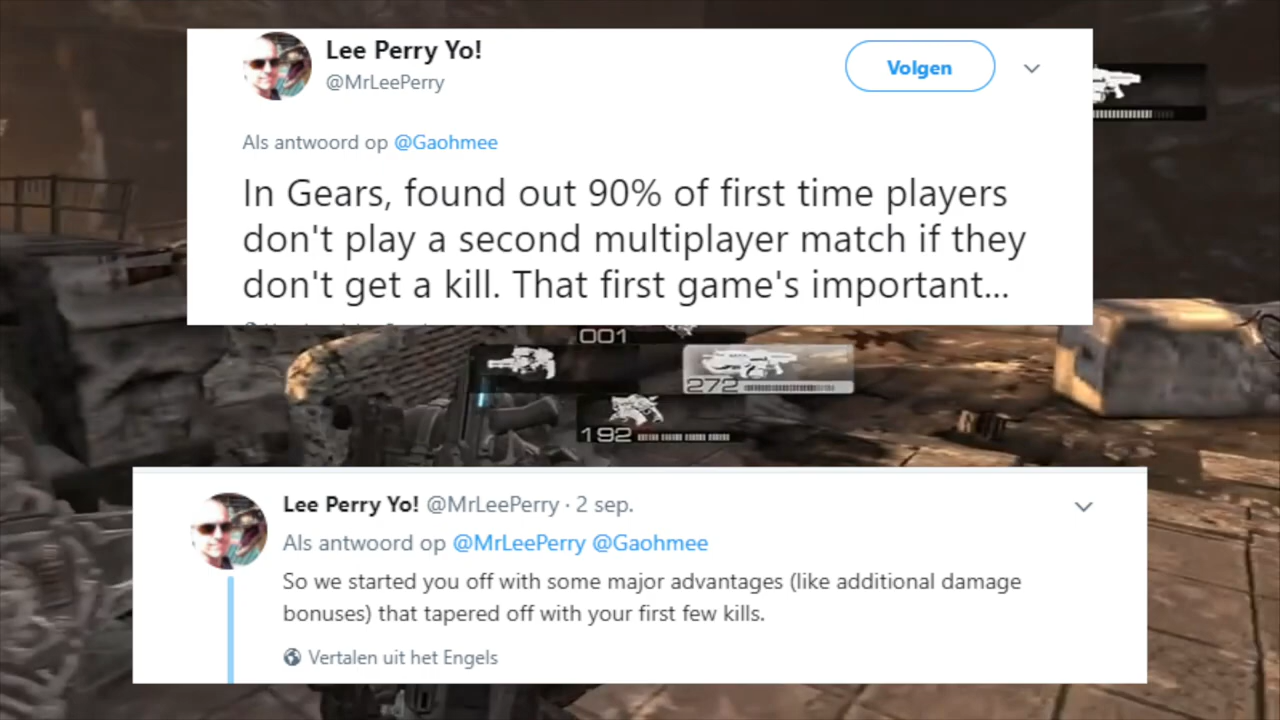 Lee Perry Yo!
@MrLeePerry
Volgen
Als antwoord op @Gaohmee
In Gears, found out 90% of first time players
don't play a second multiplayer match if they
don't get a kill. That first game's important...
001
272
192
Lee Perry Yo! @MrLeePerry · 2 sep.
Als antwoord op @MrLeePerry @Gaohmee
So we started you off with some major advantages (like additional damage
bonuses) that tapered off with your first few kills.
Vertalen uit het Engels